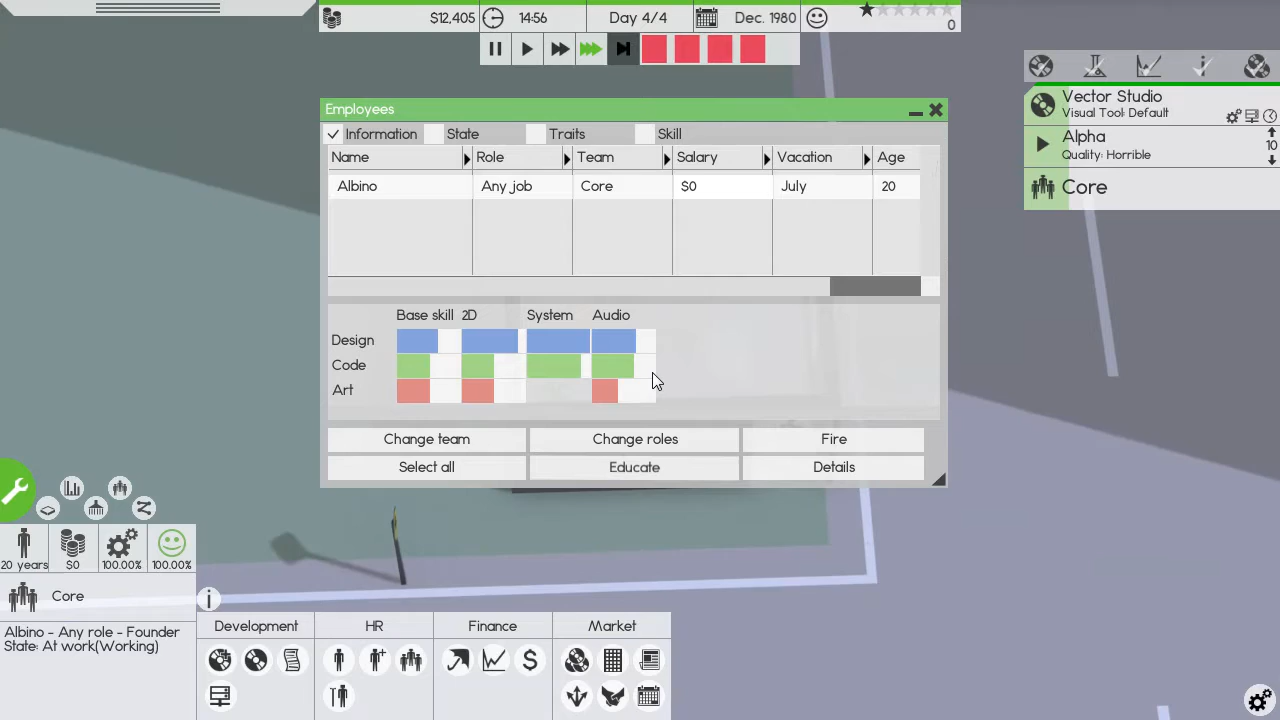 $12,405 14:56 Day 4/4 Dec. 1980 0
Vector Studio
Visual Tool: Default
Alpha
Quality: Horrible
10
Core
Employees
Information State Traits Skill
Name Role Team Salary Vacation Age
Albino Any job Core $0 July 20
Base skill 2D System Audio
Design
Code
Art
Change team Change roles Fire
Select all Educate Details
20 years $0 100.00% 100.00%
Core
i
Albino - Any role - Founder
State: At work(Working)
Development HR Finance Market